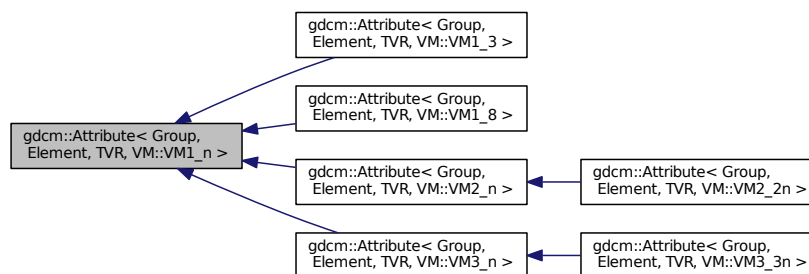 gdcm::Attribute< Group,
Element, TVR, VM::VM1_3 >
gdcm::Attribute< Group,
Element, TVR, VM::VM1_8 >
gdcm::Attribute< Group,
Element, TVR, VM::VM1_n >
gdcm::Attribute< Group,
Element, TVR, VM::VM2_n >
gdcm::Attribute< Group,
Element, TVR, VM::VM2_2n >
gdcm::Attribute< Group,
Element, TVR, VM::VM3_n >
gdcm::Attribute< Group,
Element, TVR, VM::VM3_3n >